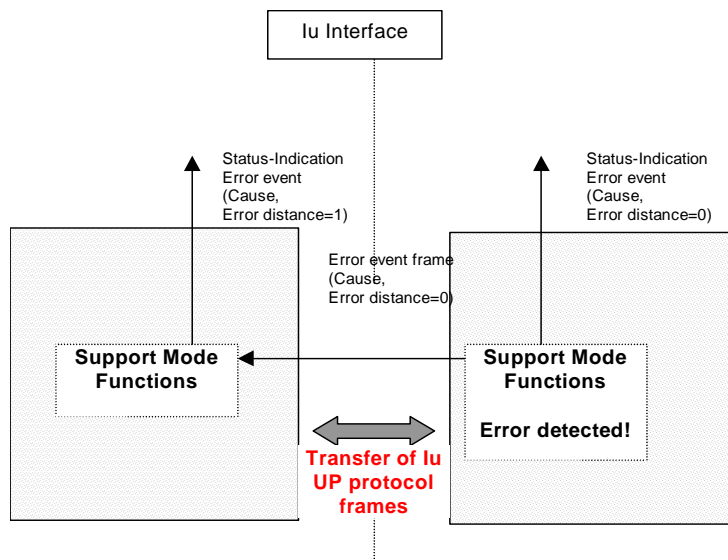 Iu Interface
Status-Indication
Error event
(Cause,
Error distance=1)
Status-Indication
Error event
(Cause,
Error distance=0)
Error event frame
(Cause,
Error distance=0)
Support Mode
Functions
Support Mode
Functions
Error detected!
Transfer of Iu
UP protocol
frames